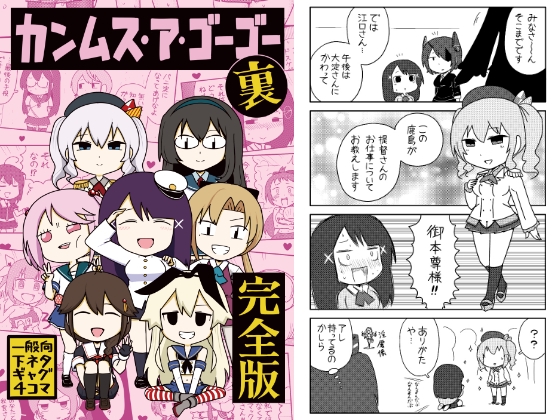 カンムス・ア・ゴーゴー
裏
完全版
一般向
下ネタ
ギャグ
4コマ
みなさ～ん
そこまでです
では
江口さん…
午後は
大淀さんに
かわって
この
鹿島が
提督さんの
お仕事について
お教えします
御本尊様!!
？？
ありがた
や…
淫魔像
アレ
持ってるの
かしら